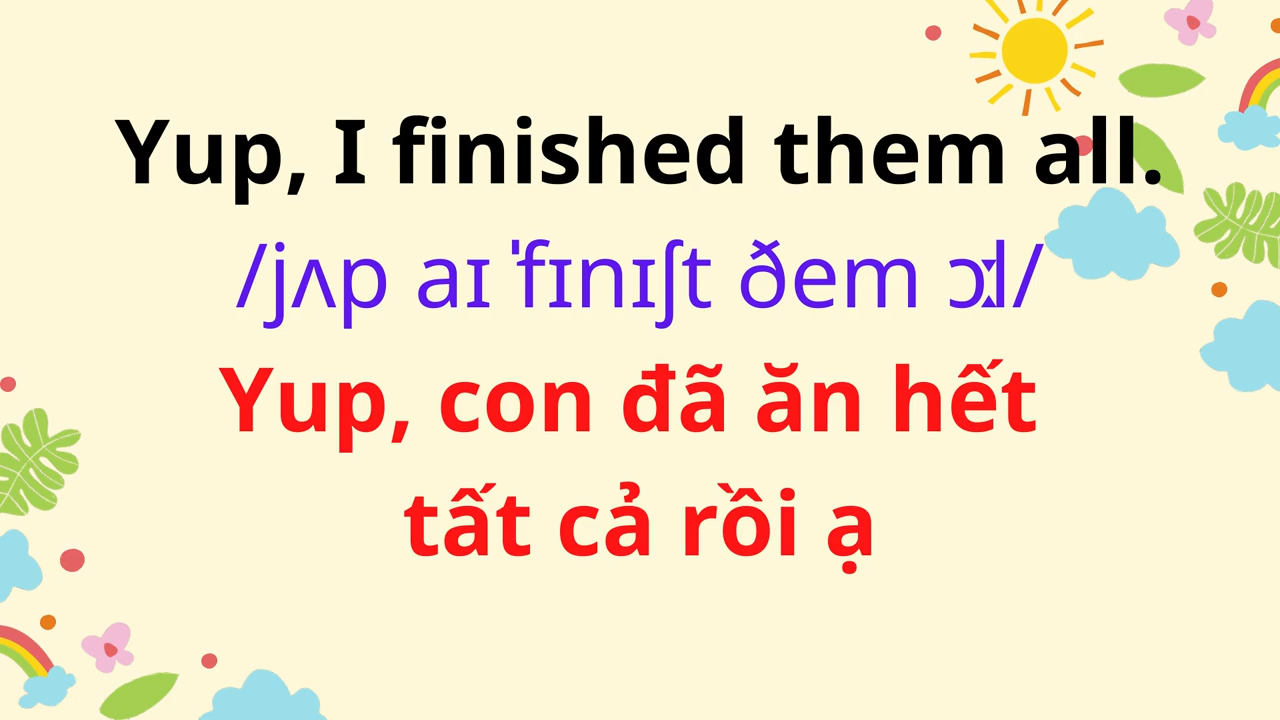 Yup, I finished them all.
/jʌp aɪ ˈfɪnɪʃt ðem ɔːl/
Yup, con đã ăn hết
tất cả rồi ạ